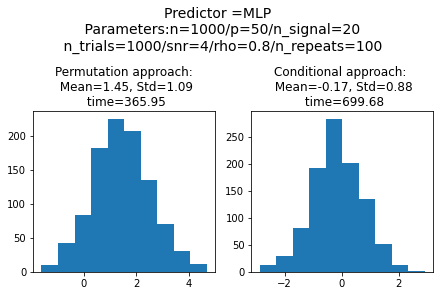 Predictor =MLP
Parameters:n=1000/p=50/n_signal=20
n_trials=1000/snr=4/rho=0.8/n_repeats=100
Permutation approach:
Mean=1.45, Std=1.09
time=365.95
200
150
100
50
0
0
2
4
Conditional approach:
Mean=-0.17, Std=0.88
time=699.68
250
200
150
100
50
0
−2
0
2